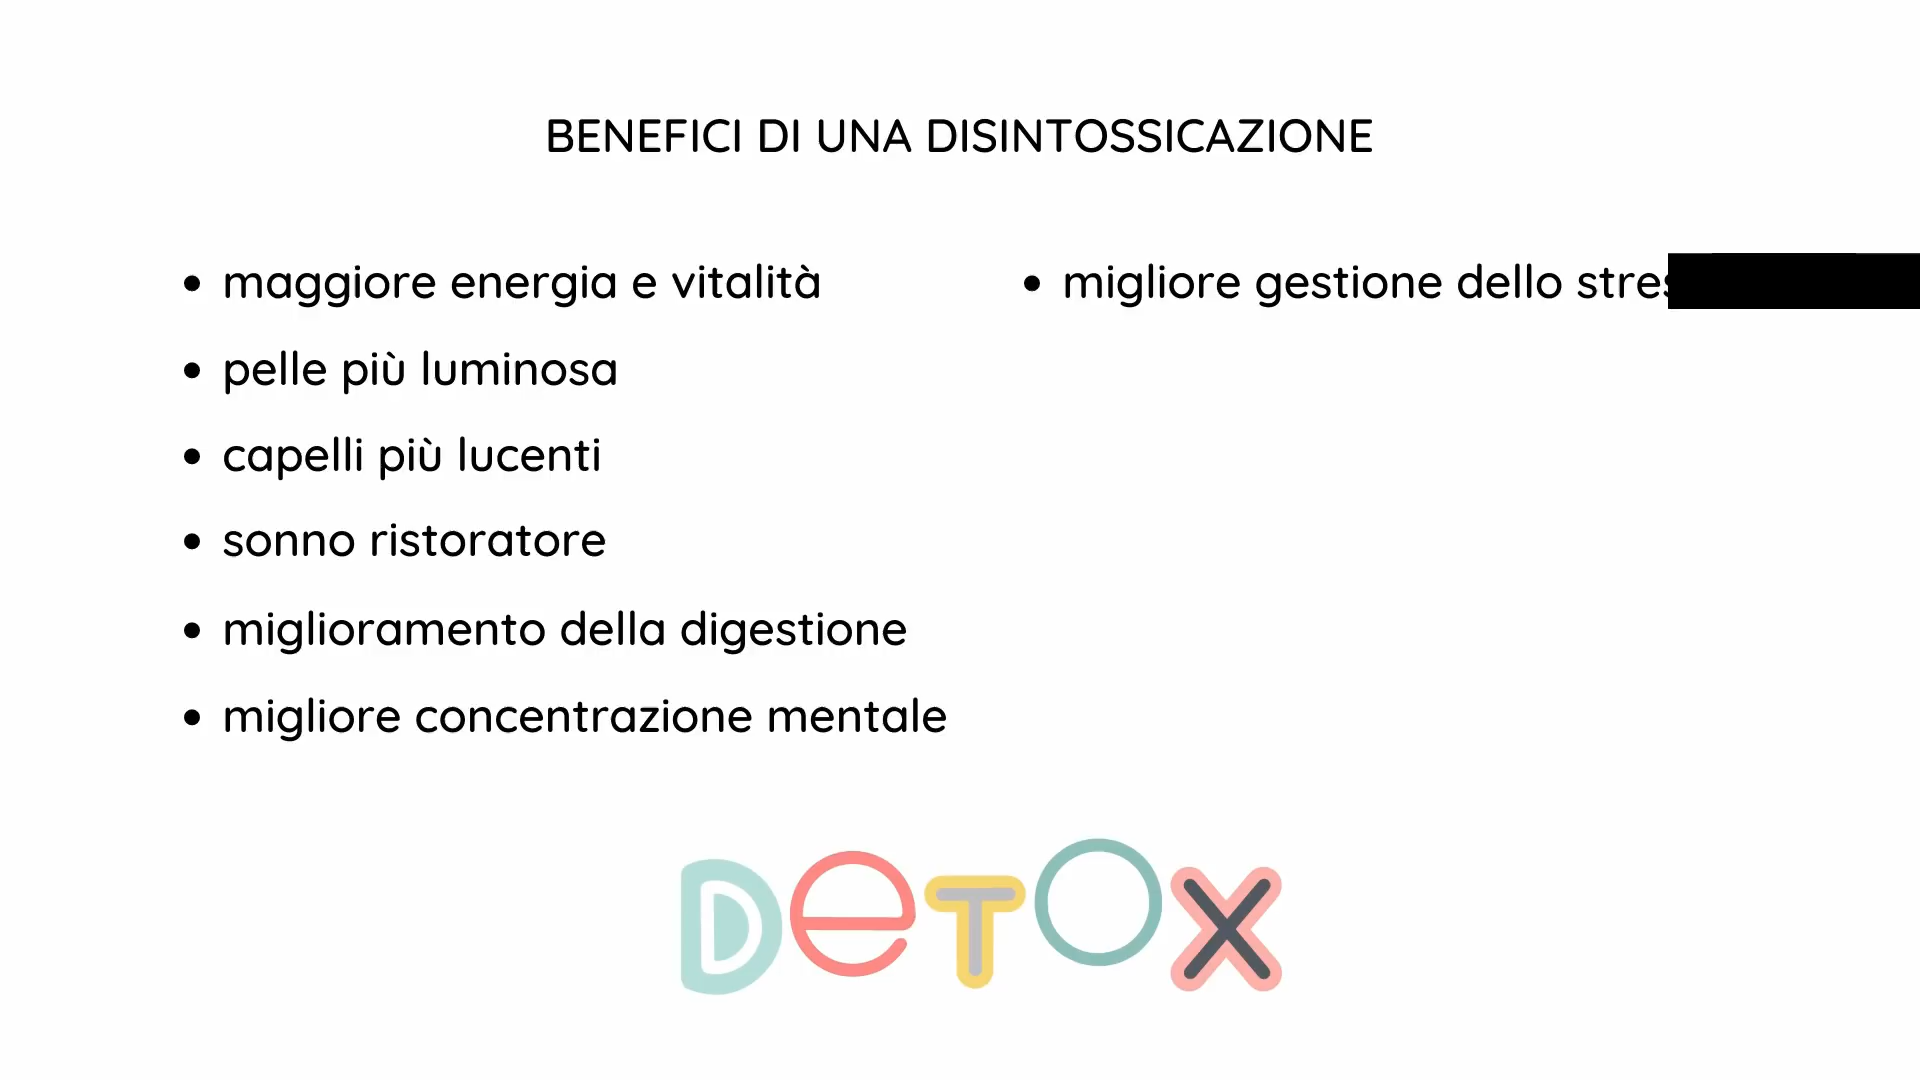 BENEFICI DI UNA DISINTOSSICAZIONE
• maggiore energia e vitalità
• pelle più luminosa
• capelli più lucenti
• sonno ristoratore
• miglioramento della digestione
• migliore concentrazione mentale
• migliore gestione dello
DeTOX